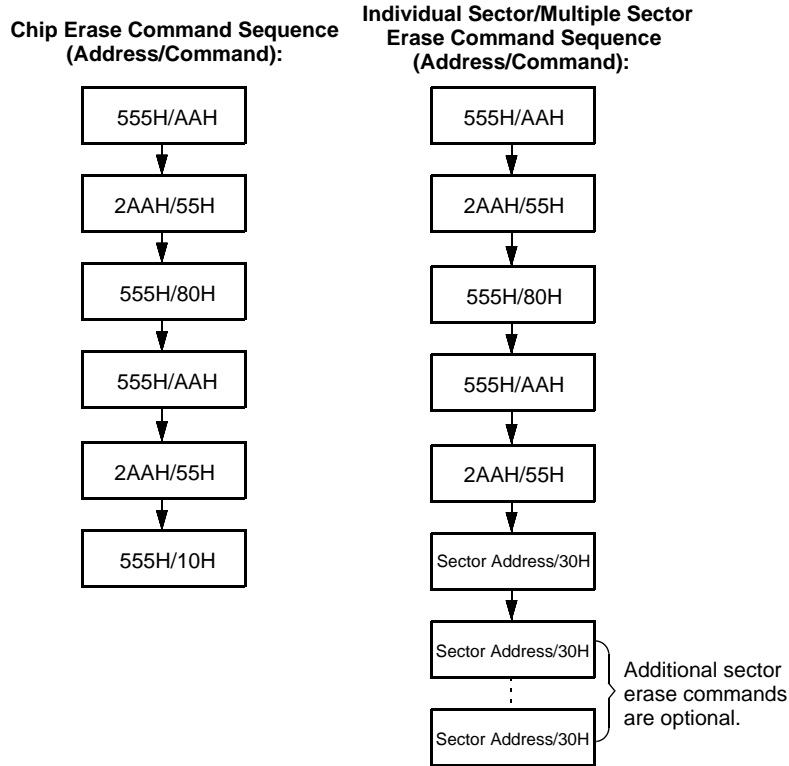 Chip Erase Command Sequence
(Address/Command):
555H/AAH
2AAH/55H
555H/80H
555H/AAH
2AAH/55H
555H/10H
Individual Sector/Multiple Sector
Erase Command Sequence
(Address/Command):
555H/AAH
2AAH/55H
555H/80H
555H/AAH
2AAH/55H
Sector Address/30H
Sector Address/30H
Sector Address/30H
Additional sector
erase commands
are optional.